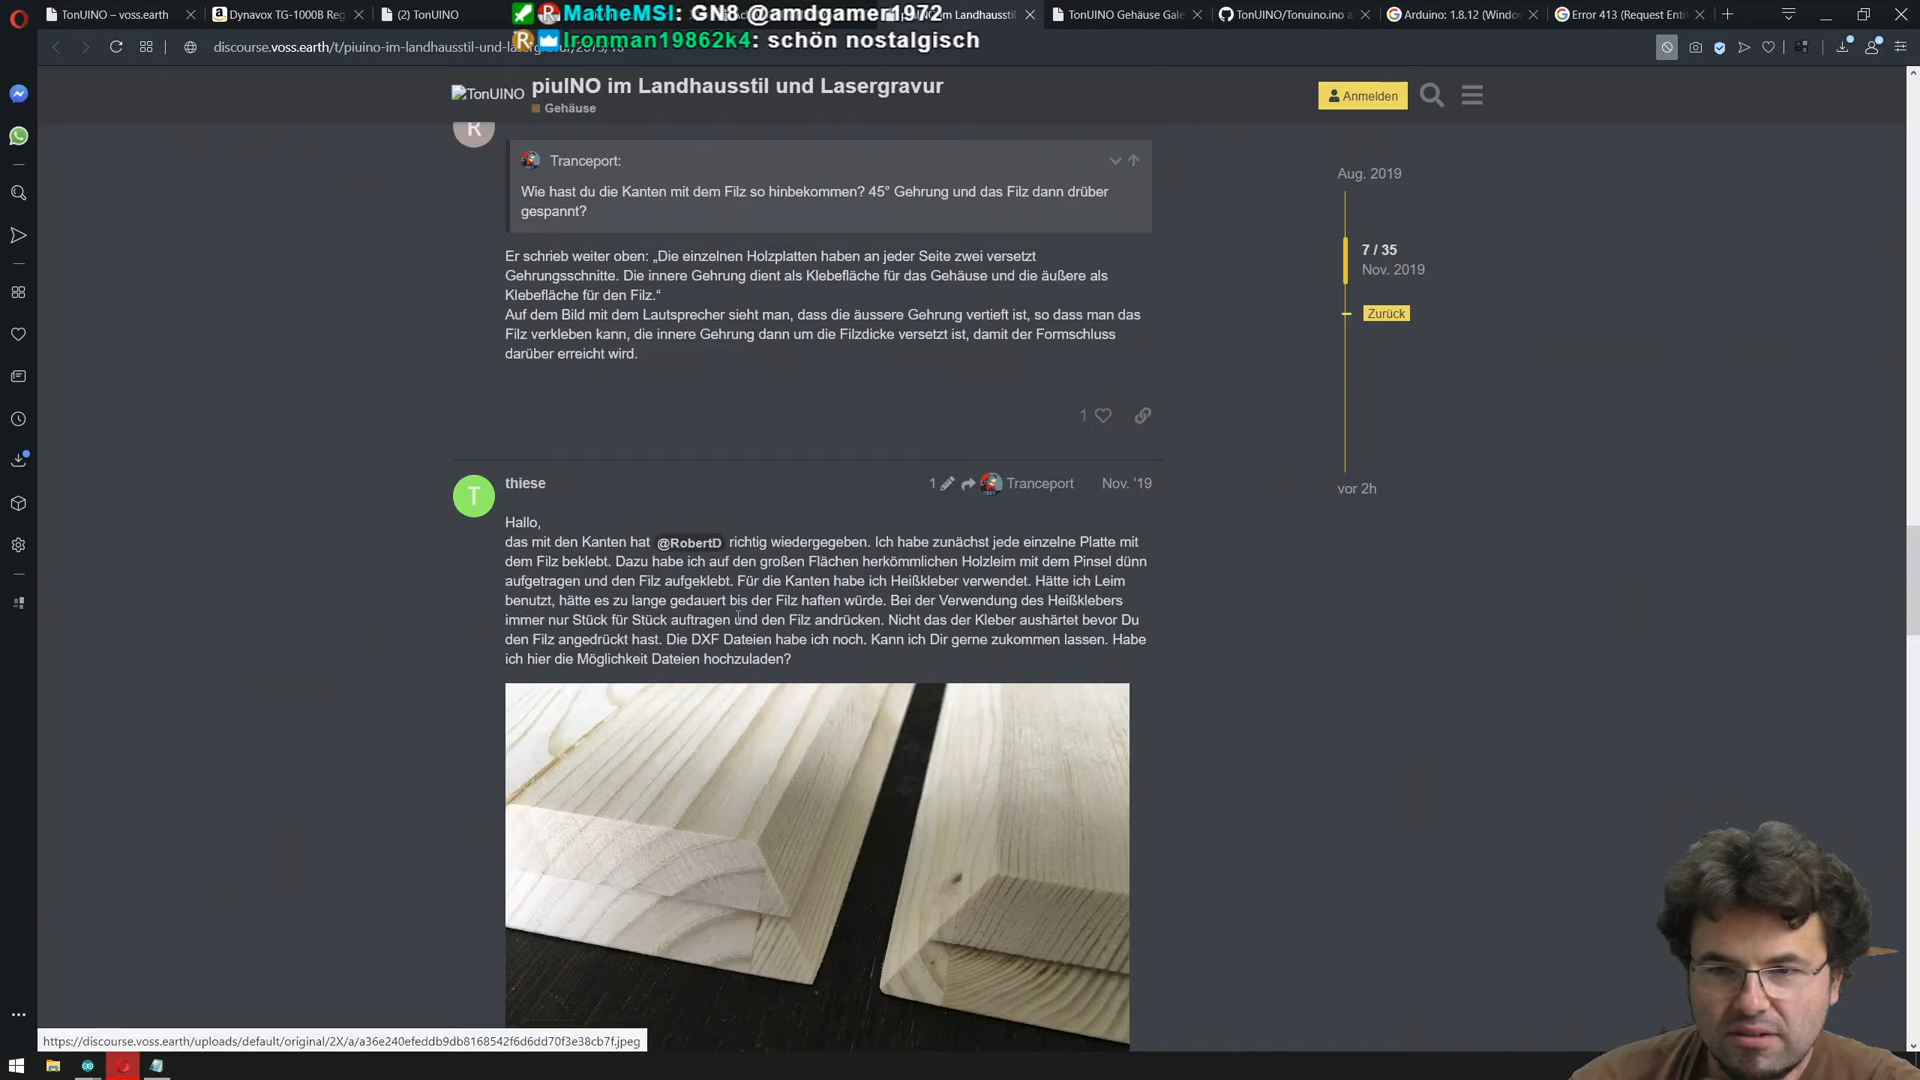 TonUINO – voss.earth
Dynavox TG-1000B Reg
(2) TonUINO
MatheMSI: GN8 @amdgamer1972
Landhausstil
TonUINO Gehäuse Gale
TonUINO/Tonuino.ino a
Arduino: 1.8.12 (Windo
Error 413 (Request Enti
Ironman19862k4: schön nostalgisch
discourse.voss.earth/t/piuino-im-landhausstil-und-
TonUINO
piuINO im Landhausstil und Lasergravur
Gehäuse
Anmelden
R
Tranceport:
Wie hast du die Kanten mit dem Filz so hinbekommen? 45° Gehrung und das Filz dann drüber
gespannt?
Er schrieb weiter oben: „Die einzelnen Holzplatten haben an jeder Seite zwei versetzt
Gehrungsschnitte. Die innere Gehrung dient als Klebefläche für das Gehäuse und die äußere als
Klebefläche für den Filz.“
Auf dem Bild mit dem Lautsprecher sieht man, dass die äussere Gehrung vertieft ist, so dass man das
Filz verkleben kann, die innere Gehrung dann um die Filzdicke versetzt ist, damit der Formschluss
darüber erreicht wird.
1
Aug. 2019
7 / 35
Nov. 2019
Zurück
vor 2h
T
thiese
1
Tranceport
Nov. '19
Hallo,
das mit den Kanten hat @RobertD richtig wiedergegeben. Ich habe zunächst jede einzelne Platte mit
dem Filz beklebt. Dazu habe ich auf den großen Flächen herkömmlichen Holzleim mit dem Pinsel dünn
aufgetragen und den Filz aufgeklebt. Für die Kanten habe ich Heißkleber verwendet. Hätte ich Leim
benutzt, hätte es zu lange gedauert bis der Filz haften würde. Bei der Verwendung des Heißklebers
immer nur Stück für Stück auftragen und den Filz andrücken. Nicht das der Kleber aushärtet bevor Du
den Filz angedrückt hast. Die DXF Dateien habe ich noch. Kann ich Dir gerne zukommen lassen. Habe
ich hier die Möglichkeit Dateien hochzuladen?
https://discourse.voss.earth/uploads/default/original/2X/a/a36e240efeddb9db8168542f6d6dd70f3e38cb7f.jpeg